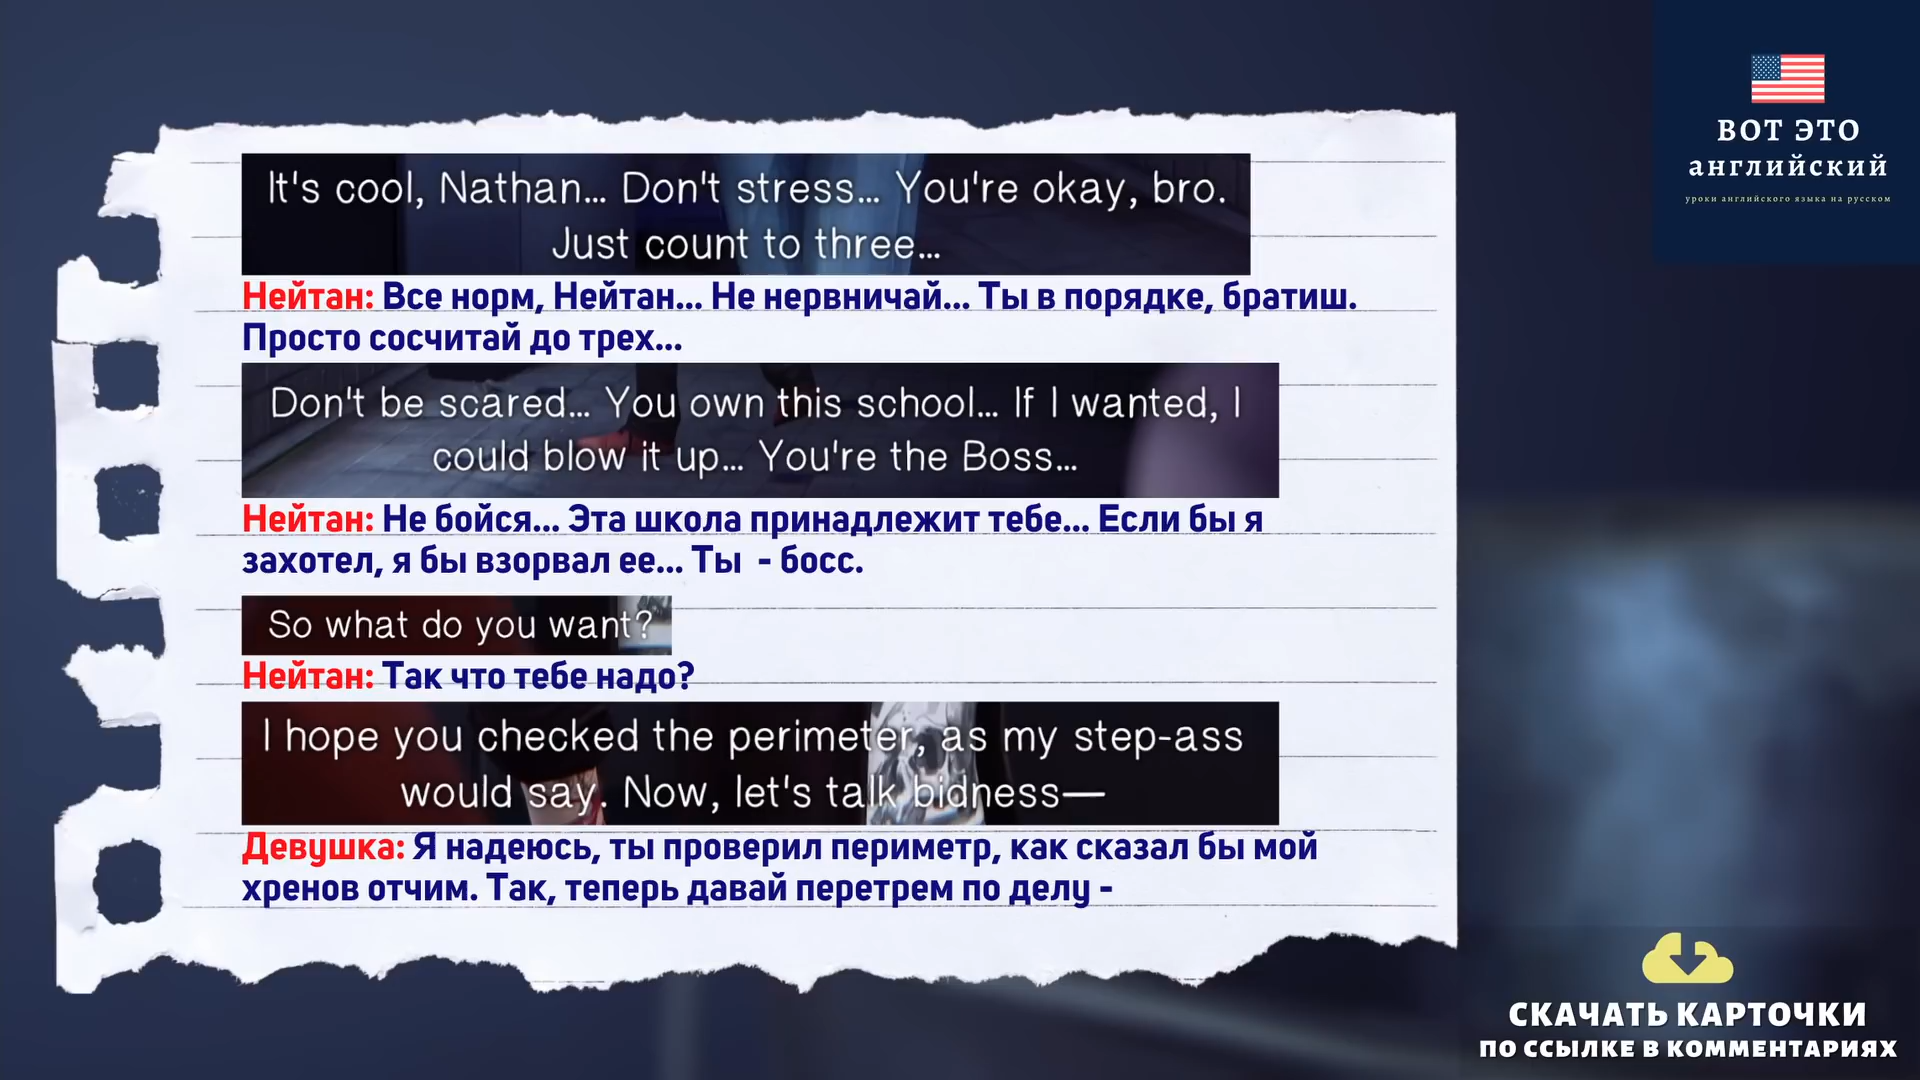 It's cool, Nathan... Don't stress... You're okay, bro.
Just count to three...
Нейтан: Все норм, Нейтан... Не нервничай... Ты в порядке, братиш.
Просто сосчитай до трех...
Don't be scared... You own this school... If I wanted, I
could blow it up... You're the Boss...
Нейтан: Не бойся... Эта школа принадлежит тебе... Если бы я
захотел, я бы взорвал ее... Ты - босс.
So what do you want?
Нейтан: Так что тебе надо?
I hope you checked the perimeter, as my step-ass
would say. Now, let's talk bidness—
Девушка: Я надеюсь, ты проверил периметр, как сказал бы мой
хренов отчим. Так, теперь давай перетрем по делу -
ВОТ ЭТО
английский
уроки английского языка на русском
СКАЧАТЬ КАРТОЧКИ
ПО ССЫЛКЕ В КОММЕНТАРИЯХ